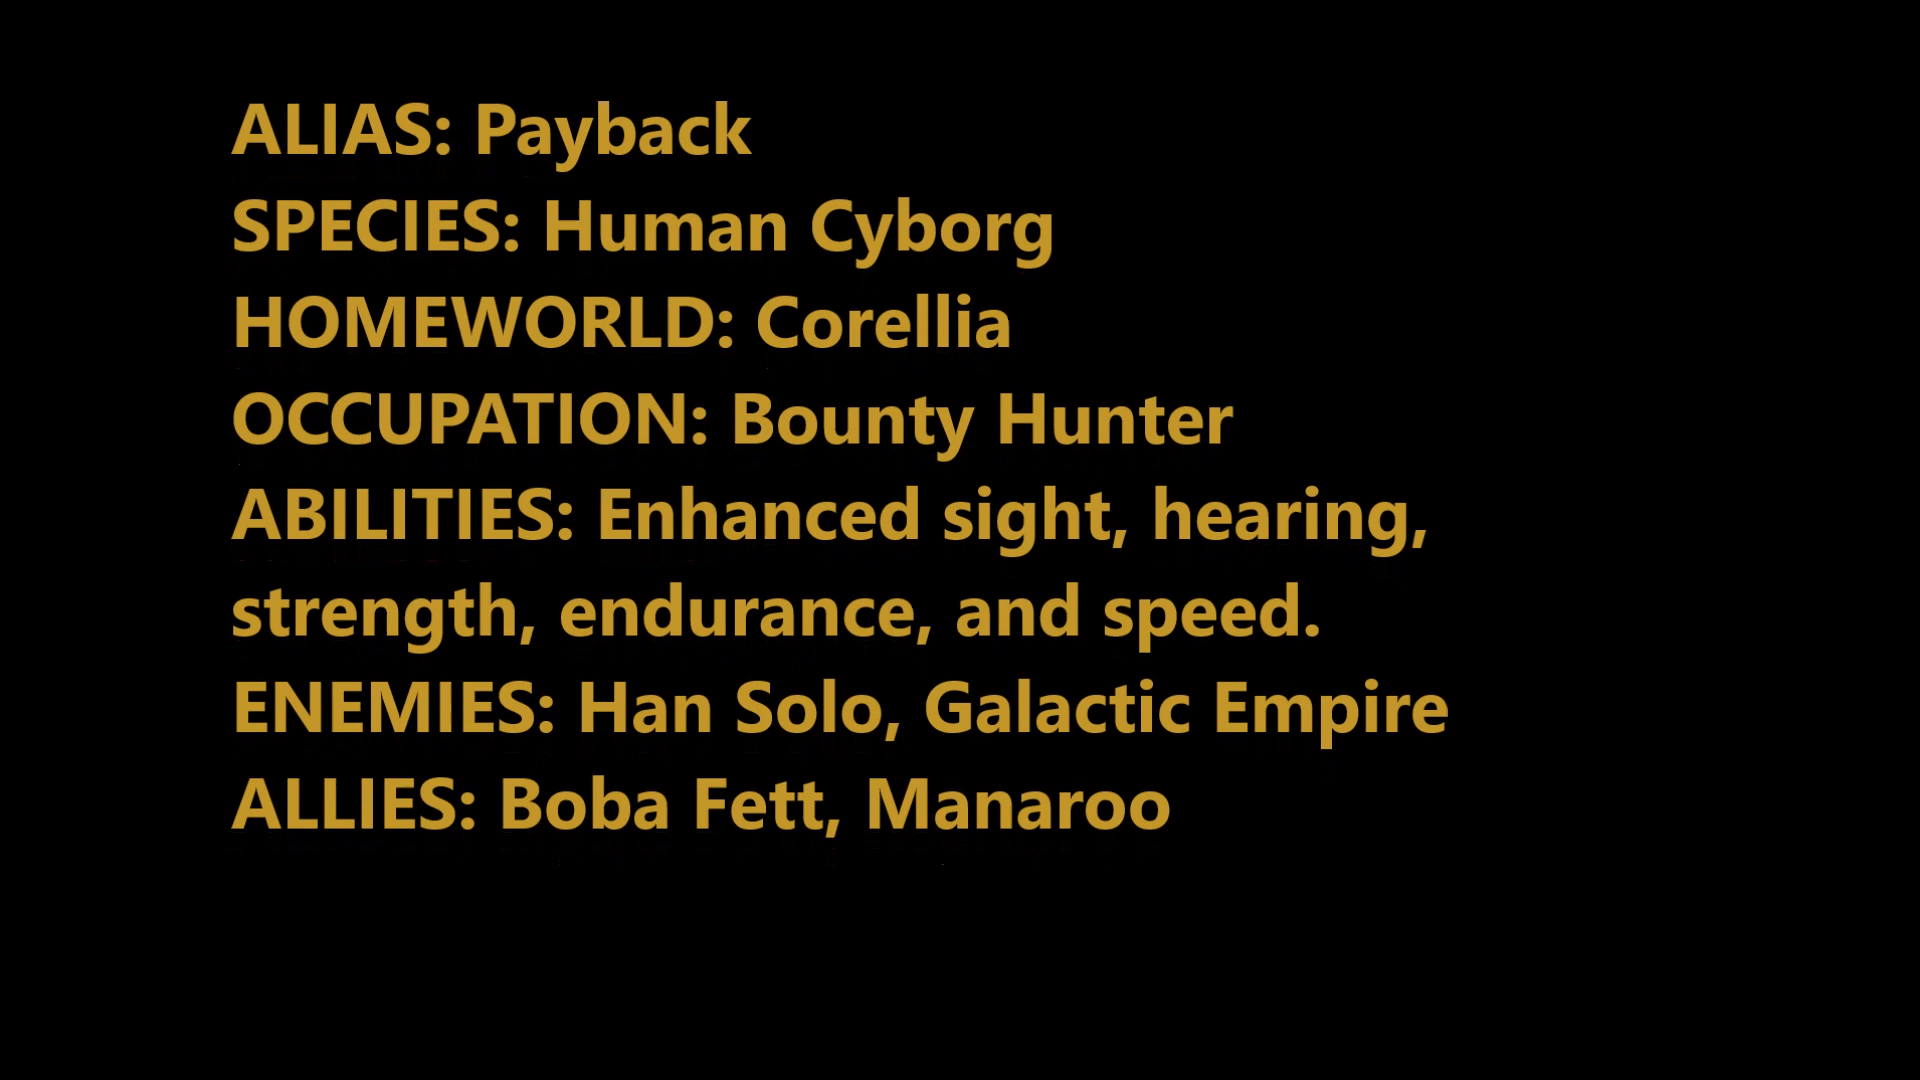 ALIAS: Payback
SPECIES: Human Cyborg
HOMEWORLD: Corellia
OCCUPATION: Bounty Hunter
ABILITIES: Enhanced sight, hearing,
strength, endurance, and speed.
ENEMIES: Han Solo, Galactic Empire
ALLIES: Boba Fett, Manaroo